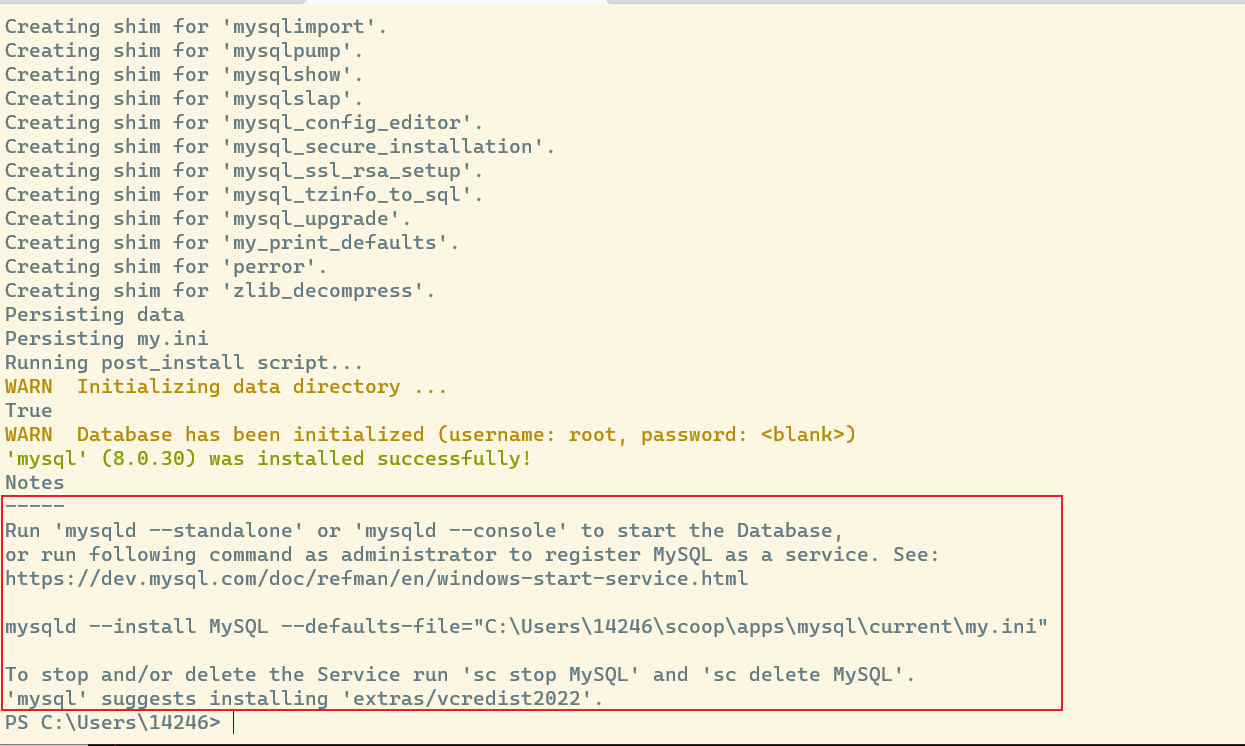 Creating shim for 'mysqlimport'.
Creating shim for 'mysqlpump'.
Creating shim for 'mysqlshow'.
Creating shim for 'mysqlslap'.
Creating shim for 'mysql_config_editor'.
Creating shim for 'mysql_secure_installation'.
Creating shim for 'mysql_ssl_rsa_setup'.
Creating shim for 'mysql_tzinfo_to_sql'.
Creating shim for 'mysql_upgrade'.
Creating shim for 'my_print_defaults'.
Creating shim for 'perror'.
Creating shim for 'zlib_decompress'.
Persisting data
Persisting my.ini
Running post_install script...
WARN  Initializing data directory ...
True
WARN  Database has been initialized (username: root, password: <blank>)
'mysql' (8.0.30) was installed successfully!
Notes
-----
Run 'mysqld --standalone' or 'mysqld --console' to start the Database,
or run following command as administrator to register MySQL as a service. See:
https://dev.mysql.com/doc/refman/en/windows-start-service.html
mysqld --install MySQL --defaults-file="C:\Users\14246\scoop\apps\mysql\current\my.ini"
To stop and/or delete the Service run 'sc stop MySQL' and 'sc delete MySQL'.
'mysql' suggests installing 'extras/vcredist2022'.
PS C:\Users\14246>